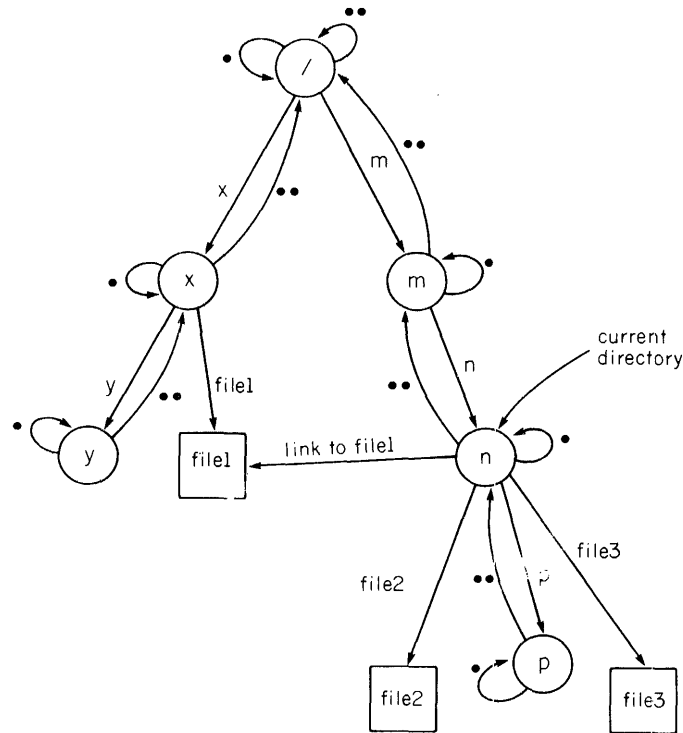 ••
•
/
m
••
x
••
•
x
m
•
current
directory
n
••
y
••
file1
•
y
file1
link to file1
n
•
file3
file2
p
••
•
p
file2
file3